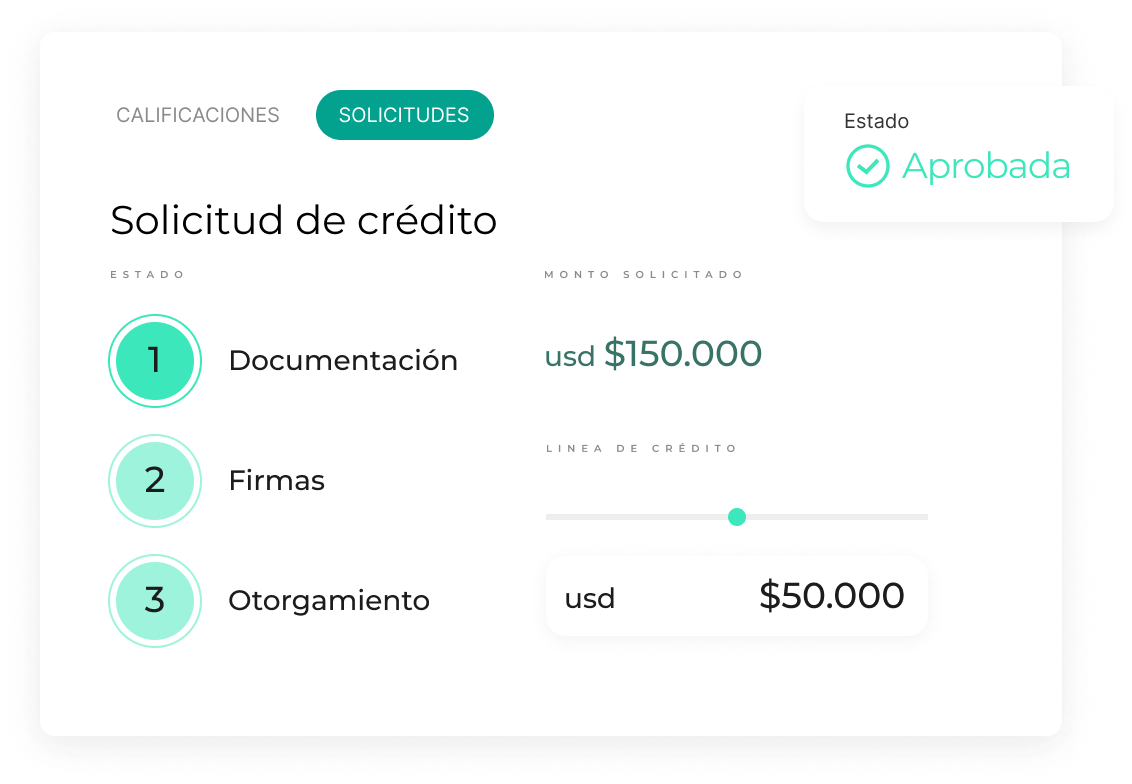 CALIFICACIONES
SOLICITUDES
Estado
Aprobada
Solicitud de crédito
ESTADO
1 Documentación
2 Firmas
3 Otorgamiento
MONTO SOLICITADO
usd $150.000
LINEA DE CRÉDITO
usd $50.000